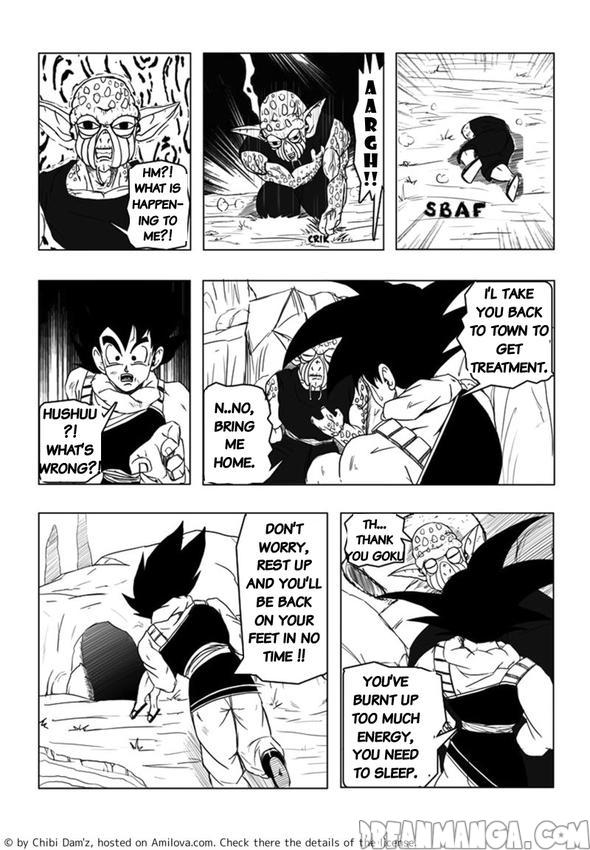 HM?!
WHAT IS
HAPPEN-
ING TO
ME?!
AARGH!!
CRIK
SBAF
HUSHUU
?!
WHAT'S
WRONG?!
I'L TAKE
YOU BACK
TO TOWN TO
GET
TREATMENT.
N..NO,
BRING
ME
HOME.
DON'T
WORRY,
REST UP
AND YOU'LL
BE BACK
ON YOUR
FEET IN NO
TIME !!
TH...
THANK
YOU GOKU
YOU'VE
BURNT UP
TOO MUCH
ENERGY,
YOU NEED
TO SLEEP.
© by Chibi Dam'z, hosted on Amilova.com. Check there the details of the license.
DREANMANGA.COM